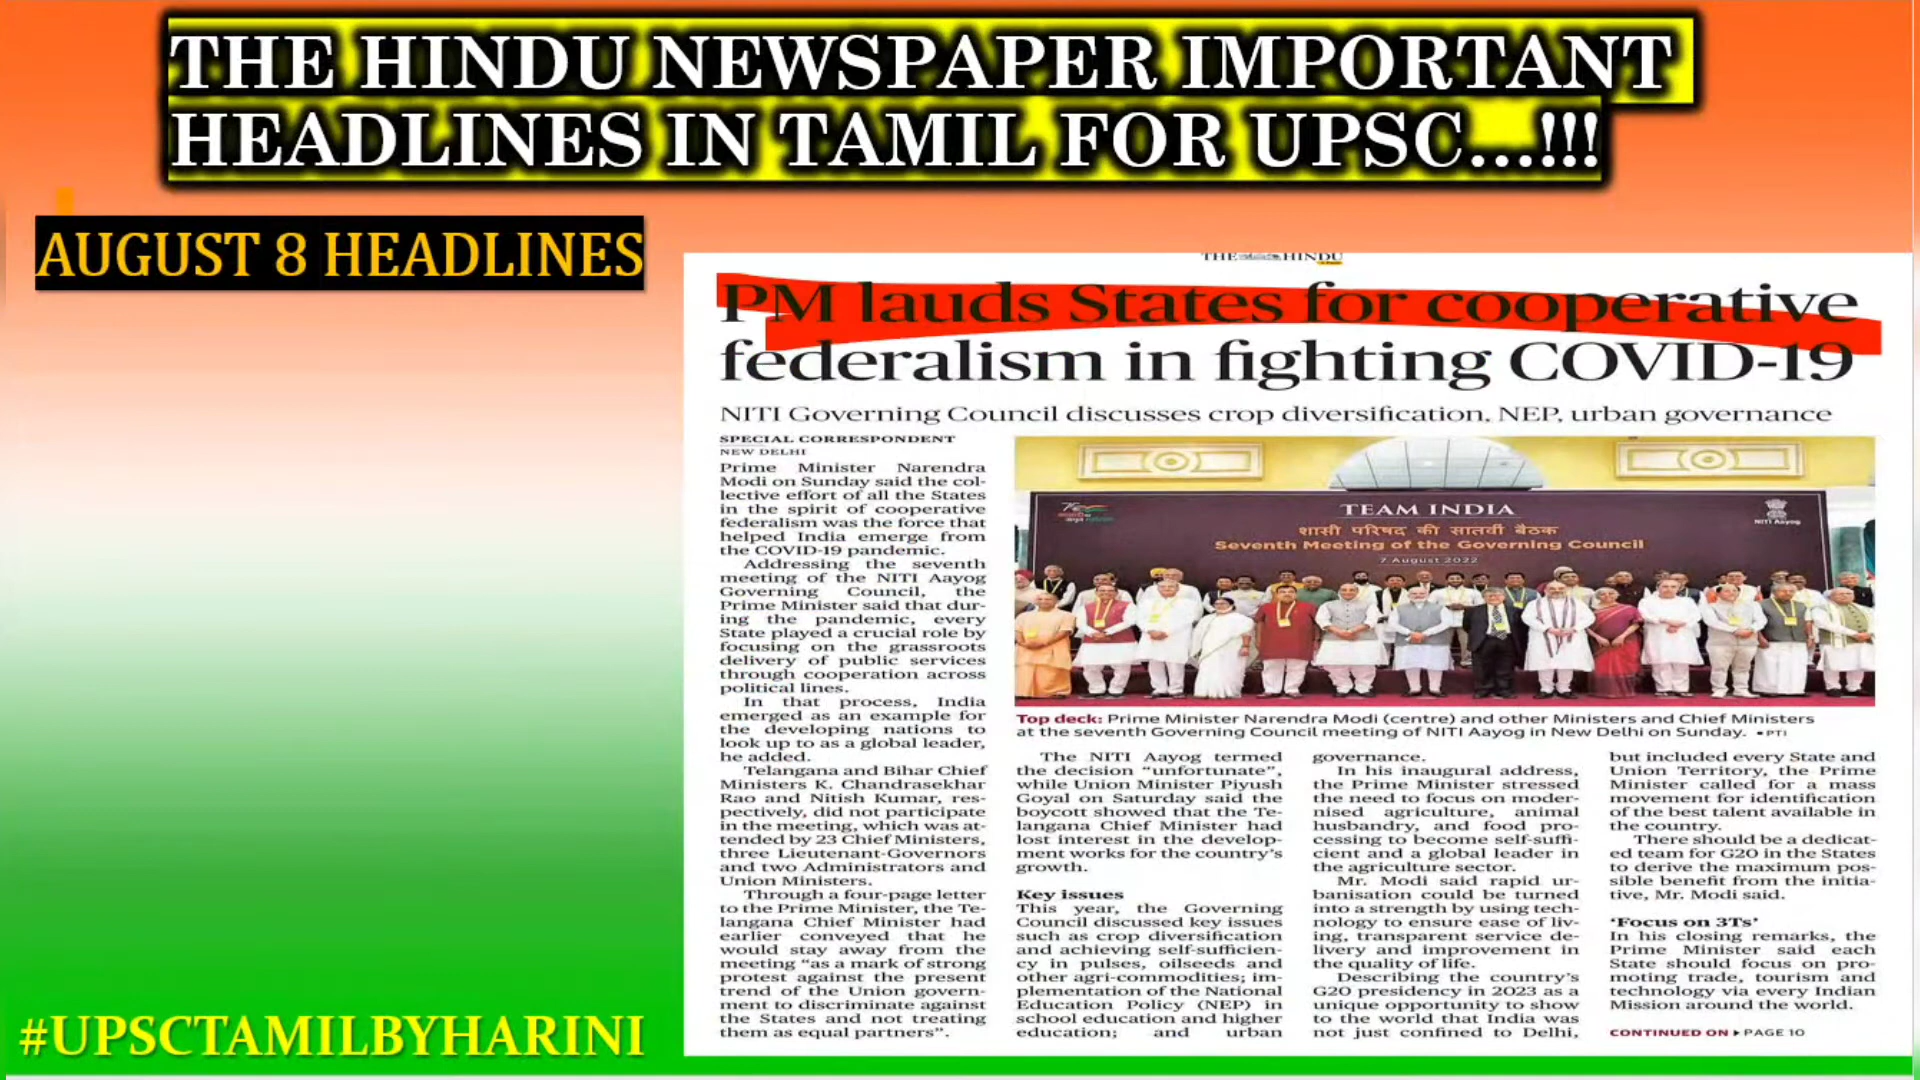 THE HINDU NEWSPAPER IMPORTANT
HEADLINES IN TAMIL FOR UPSC...!!!
AUGUST 8 HEADLINES
THE HINDU
PM lauds States for cooperative
federalism in fighting COVID-19
NITI Governing Council discusses crop diversification, NEP, urban governance
SPECIAL CORRESPONDENT
NEW DELHI
Prime Minister Narendra
Modi on Sunday said the col-
lective effort of all the States
in the spirit of cooperative
federalism was the force that
helped India emerge from
the COVID-19 pandemic.
Addressing the seventh
meeting of the NITI Aayog
Governing Council, the
Prime Minister said that dur-
ing the pandemic, every
State played a crucial role by
focusing on the grassroots
delivery of public services
through cooperation across
political lines.
In that process, India
emerged as an example for
the developing nations to
look up to as a global leader,
he added.
Telangana and Bihar Chief
Ministers K. Chandrasekhar
Rao and Nitish Kumar, res-
pectively, did not participate
in the meeting, which was at-
tended by 23 Chief Ministers,
three Lieutenant-Governors
and two Administrators and
Union Ministers.
Through a four-page letter
to the Prime Minister, the Te-
langana Chief Minister had
earlier conveyed that he
would stay away from the
meeting “as a mark of strong
protest against the present
trend of the Union govern-
ment to discriminate against
the States and not treating
them as equal partners”.
TEAM INDIA
शासी परिषद की सातवीं बैठक
Seventh Meeting of the Governing Council
7 August 2022
NITI Aayog
Top deck: Prime Minister Narendra Modi (centre) and other Ministers and Chief Ministers
at the seventh Governing Council meeting of NITI Aayog in New Delhi on Sunday. • PTI
The NITI Aayog termed
the decision “unfortunate”,
while Union Minister Piyush
Goyal on Saturday said the
boycott showed that the Te-
langana Chief Minister had
lost interest in the develop-
ment works for the country’s
growth.
Key issues
This year, the Governing
Council discussed key issues
such as crop diversification
and achieving self-sufficien-
cy in pulses, oilseeds and
other agri-commodities; im-
plementation of the National
Education Policy (NEP) in
school education and higher
education; and urban
governance.
In his inaugural address,
the Prime Minister stressed
the need to focus on moder-
nised agriculture, animal
husbandry, and food pro-
cessing to become self-suffi-
cient and a global leader in
the agriculture sector.
Mr. Modi said rapid ur-
banisation could be turned
into a strength by using tech-
nology to ensure ease of liv-
ing, transparent service de-
livery and improvement in
the quality of life.
Describing the country’s
G20 presidency in 2023 as a
unique opportunity to show
to the world that India was
not just confined to Delhi,
but included every State and
Union Territory, the Prime
Minister called for a mass
movement for identification
of the best talent available in
the country.
There should be a dedicat-
ed team for G20 in the States
to derive the maximum pos-
sible benefit from the initia-
tive, Mr. Modi said.
‘Focus on 3Ts’
In his closing remarks, the
Prime Minister said each
State should focus on pro-
moting trade, tourism and
technology via every Indian
Mission around the world.
CONTINUED ON ▸ PAGE 10
#UPSCTAMILBYHARINI